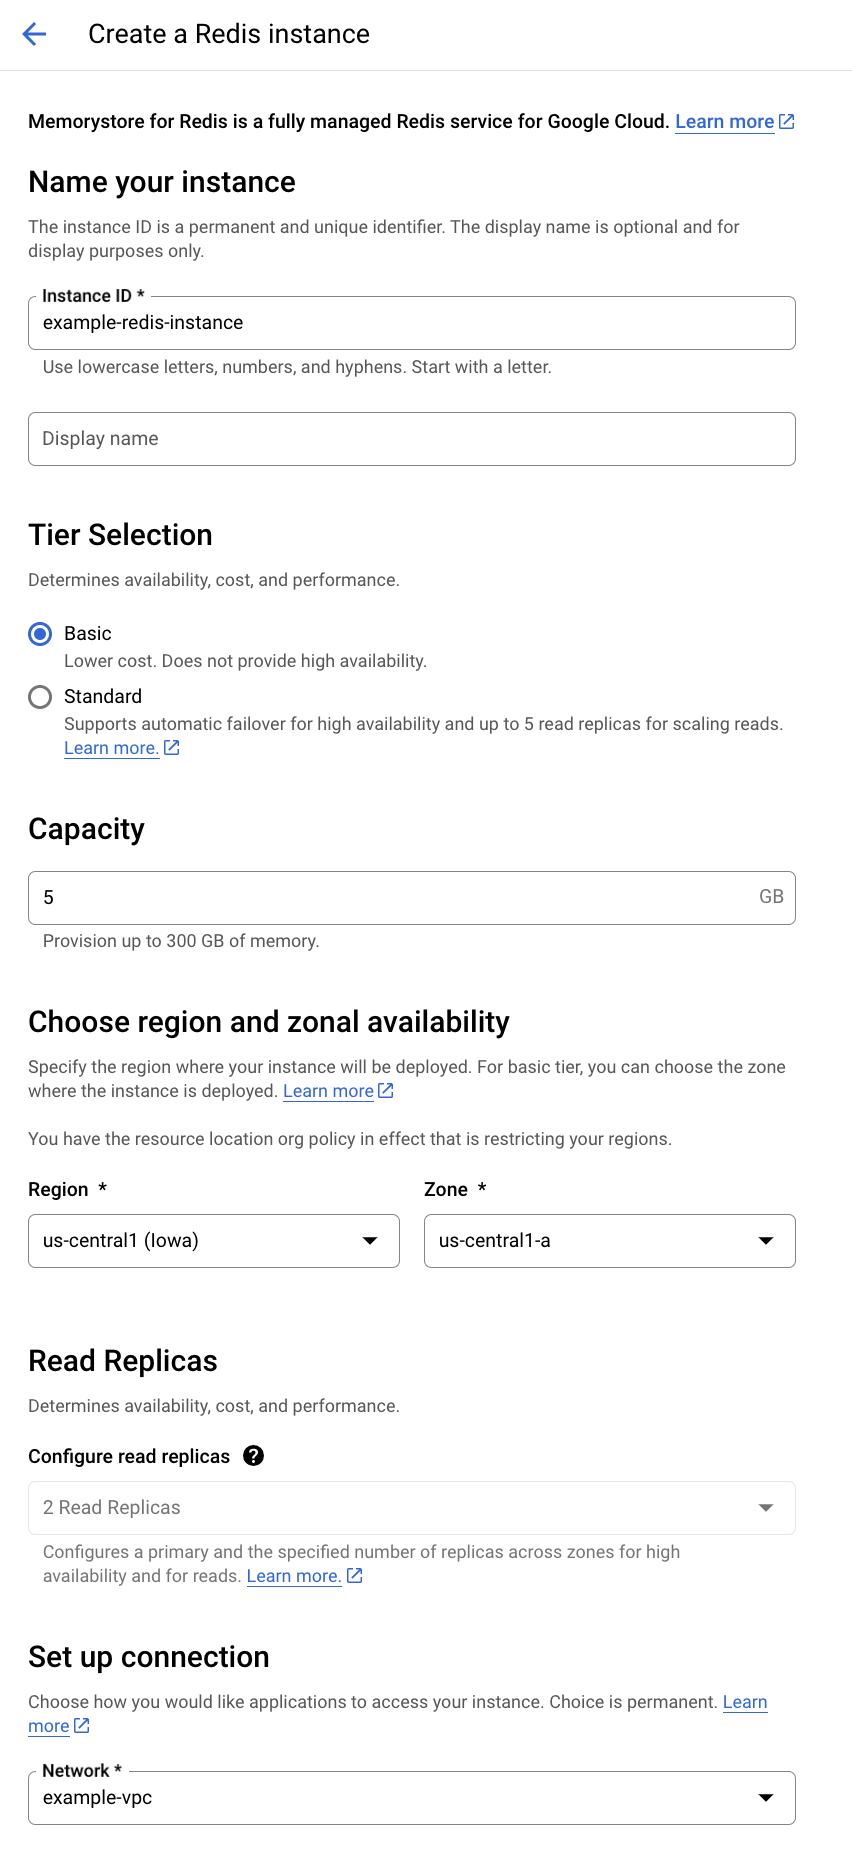 Create a Redis instance
Memorystore for Redis is a fully managed Redis service for Google Cloud. Learn more
Name your instance
The instance ID is a permanent and unique identifier. The display name is optional and for
display purposes only.
Instance ID *
example-redis-instance
Use lowercase letters, numbers, and hyphens. Start with a letter.
Display name
Tier Selection
Determines availability, cost, and performance.
Basic
Lower cost. Does not provide high availability.
Standard
Supports automatic failover for high availability and up to 5 read replicas for scaling reads.
Learn more.
Capacity
5 GB
Provision up to 300 GB of memory.
Choose region and zonal availability
Specify the region where your instance will be deployed. For basic tier, you can choose the zone
where the instance is deployed. Learn more
You have the resource location org policy in effect that is restricting your regions.
Region * Zone *
us-central1 (Iowa) us-central1-a
Read Replicas
Determines availability, cost, and performance.
Configure read replicas ?
2 Read Replicas
Configures a primary and the specified number of replicas across zones for high
availability and for reads. Learn more.
Set up connection
Choose how you would like applications to access your instance. Choice is permanent. Learn
more
Network *
example-vpc